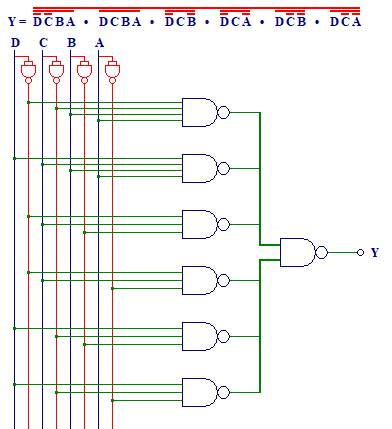 Y = DCBA · DCBA · DCB · DCA · DCB · DCA
D C B A
Y